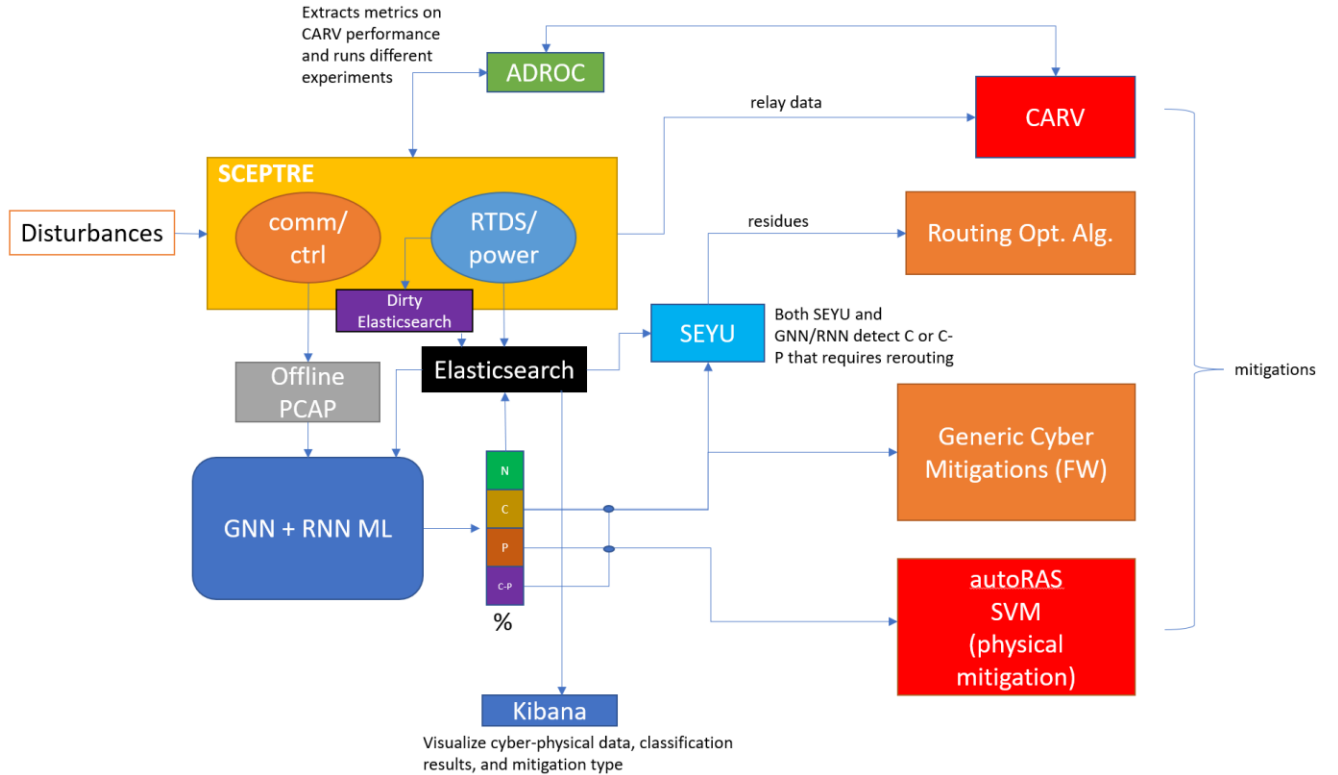 Extracts metrics on
CARV performance
and runs different
experiments
ADROC
relay data
CARV
SCEPTRE
Disturbances
comm/
ctrl
RTDS/
power
residues
Routing Opt. Alg.
Dirty
Elasticsearch
SEYU
Both SEYU and
GNN/RNN detect C or C-
P that requires rerouting
Elasticsearch
mitigations
Offline
PCAP
Generic Cyber
Mitigations (FW)
GNN + RNN ML
N
C
P
C-P
%
autoRAS
SVM
(physical
mitigation)
Kibana
Visualize cyber-physical data, classification
results, and mitigation type